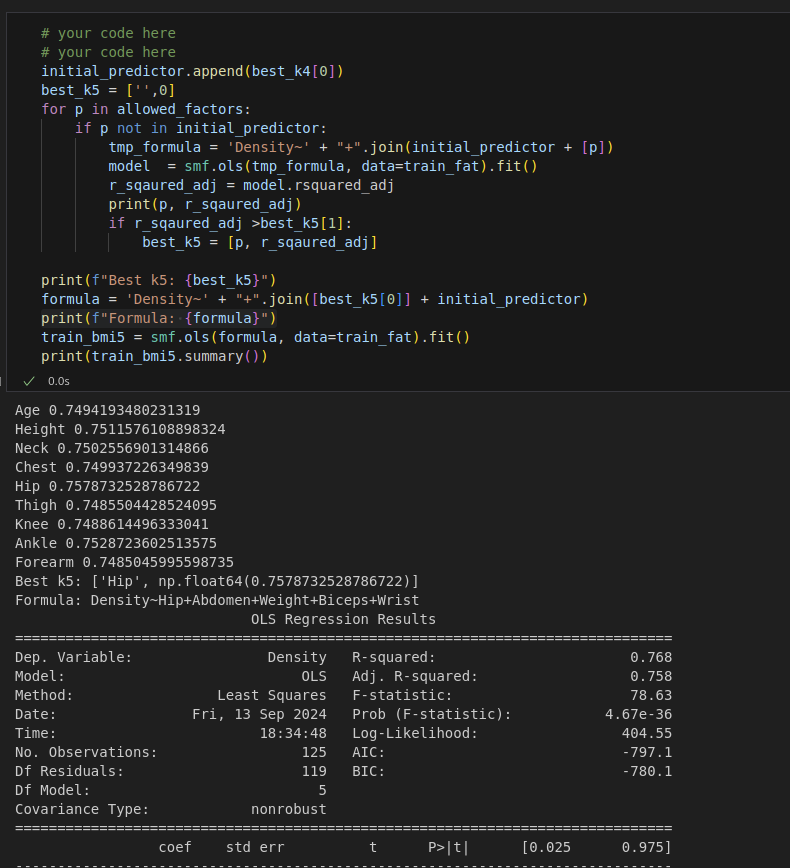 # your code here
# your code here
initial_predictor.append(best_k4[0])
best_k5 = ['',0]
for p in allowed_factors:
    if p not in initial_predictor:
        tmp_formula = 'Density~' + "+".join(initial_predictor + [p])
        model  = smf.ols(tmp_formula, data=train_fat).fit()
        r_sqaured_adj = model.rsquared_adj
        print(p, r_sqaured_adj)
        if r_sqaured_adj >best_k5[1]:
            best_k5 = [p, r_sqaured_adj]

print(f"Best k5: {best_k5}")
formula = 'Density~' + "+".join([best_k5[0]] + initial_predictor)
print(f"Formula: {formula}")
train_bmi5 = smf.ols(formula, data=train_fat).fit()
print(train_bmi5.summary())
✓ 0.0s
Age 0.7494193480231319
Height 0.7511576108898324
Neck 0.7502556901314866
Chest 0.749937226349839
Hip 0.7578732528786722
Thigh 0.7485504428524095
Knee 0.7488614496333041
Ankle 0.7528723602513575
Forearm 0.7485045995598735
Best k5: ['Hip', np.float64(0.7578732528786722)]
Formula: Density~Hip+Abdomen+Weight+Biceps+Wrist
                            OLS Regression Results
==============================================================================
Dep. Variable:                Density   R-squared:                       0.768
Model:                            OLS   Adj. R-squared:                  0.758
Method:                 Least Squares   F-statistic:                     78.63
Date:                Fri, 13 Sep 2024   Prob (F-statistic):           4.67e-36
Time:                        18:34:48   Log-Likelihood:                 404.55
No. Observations:                 125   AIC:                            -797.1
Df Residuals:                     119   BIC:                            -780.1
Df Model:                           5
Covariance Type:            nonrobust
==============================================================================
                 coef    std err          t      P>|t|      [0.025      0.975]
------------------------------------------------------------------------------